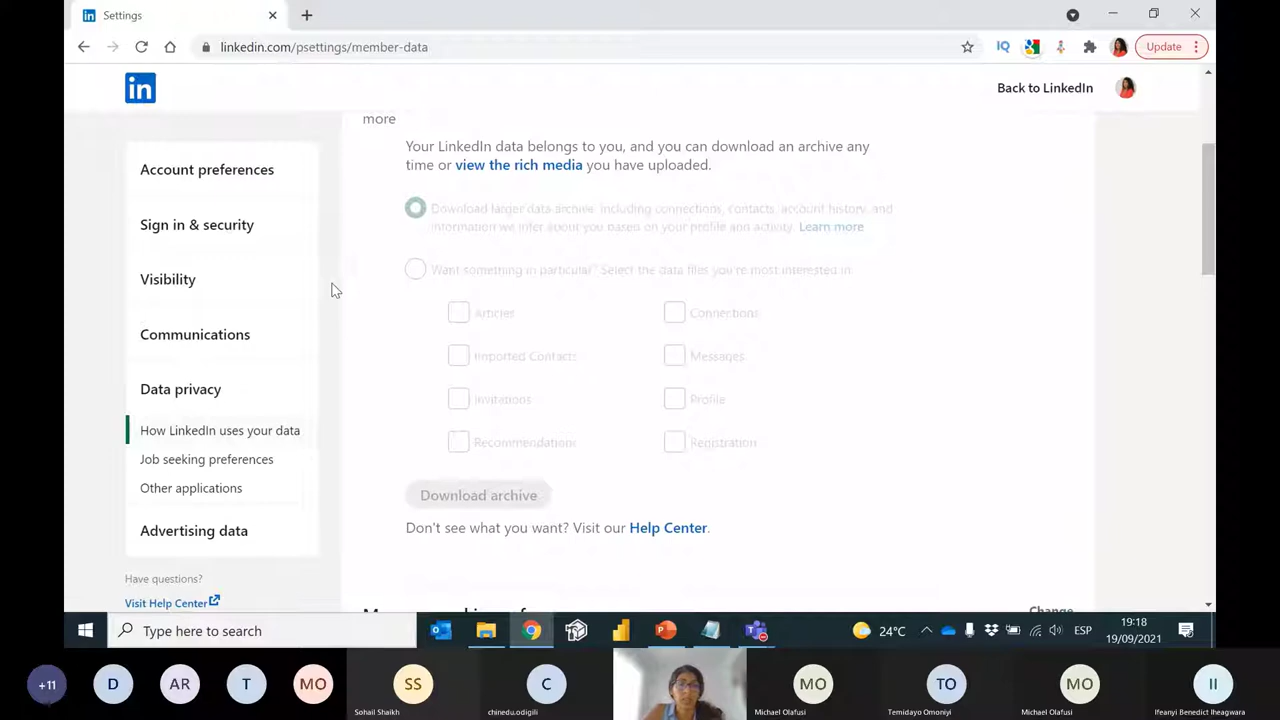 in
Settings
linkedin.com/psettings/member-data
IQ
Update
in
Back to LinkedIn
more
Account preferences
Sign in & security
Visibility
Communications
Data privacy
How LinkedIn uses your data
Job seeking preferences
Other applications
Advertising data
Have questions?
Visit Help Center
Your LinkedIn data belongs to you, and you can download an archive any
time or view the rich media you have uploaded.
Download larger data archive, including connections, contacts, account history, and
information we infer about you based on your profile and activity. Learn more
Want something in particular? Select the data files you're most interested in.
Articles
Connections
Imported Contacts
Messages
Invitations
Profile
Recommendations
Registration
Download archive
Don't see what you want? Visit our Help Center.
Change
Type here to search
24°C
ESP
19:18
19/09/2021
+11
D
AR
T
MO
SS
Sohail Shaikh
C
chinedu.odigili
MO
Michael Olafusi
TO
Temidayo Omoniyi
MO
Michael Olafusi
II
Ifeanyi Benedict Iheagwara